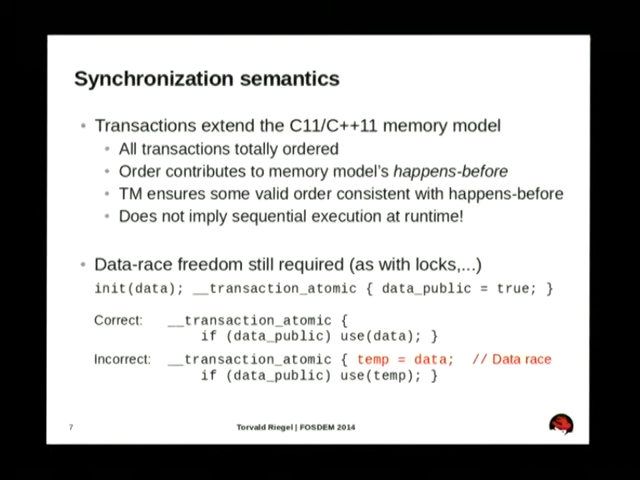 Synchronization semantics
• Transactions extend the C11/C++11 memory model
• All transactions totally ordered
• Order contributes to memory model's happens-before
• TM ensures some valid order consistent with happens-before
• Does not imply sequential execution at runtime!
• Data-race freedom still required (as with locks,...)
init(data); __transaction_atomic { data_public = true; }
Correct: __transaction_atomic {
if (data_public) use(data); }
Incorrect: __transaction_atomic { temp = data; // Data race
if (data_public) use(temp); }
7 Torvald Riegel | FOSDEM 2014